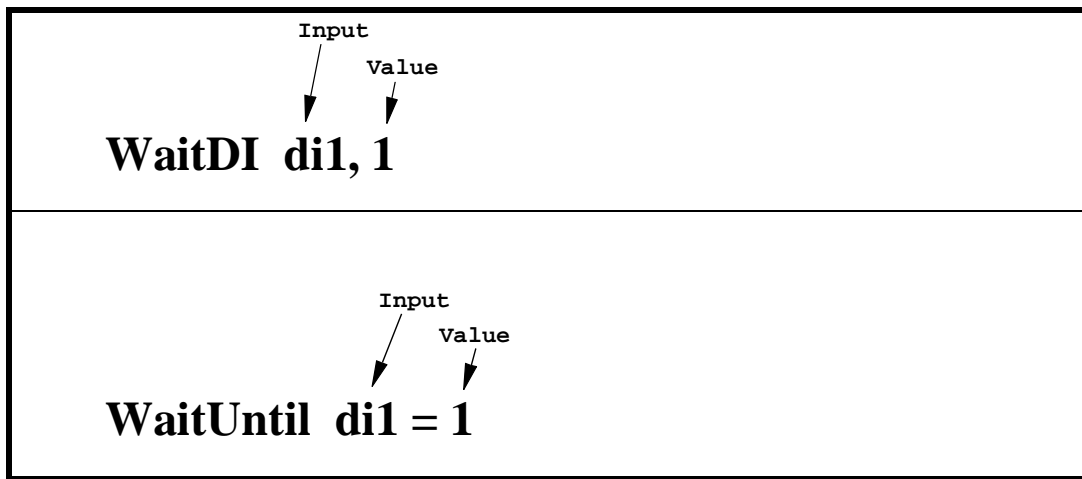 Input
Value
WaitDI di1, 1
Input
Value
WaitUntil di1 = 1